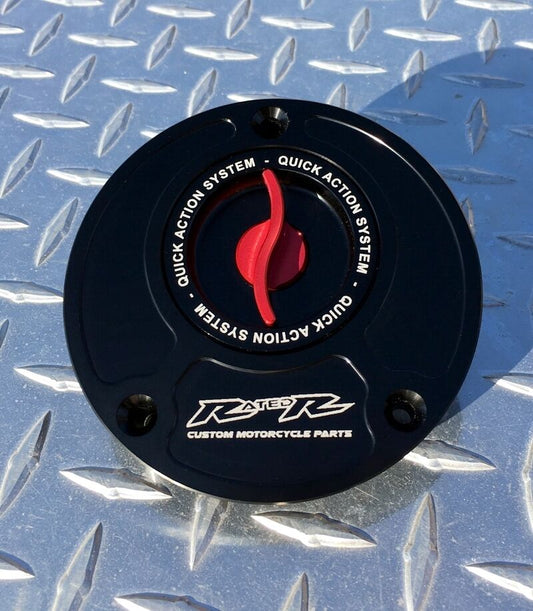 QUICK ACTION SYSTEM - QUICK ACTION SYSTEM - QUICK ACTION SYSTEM -
RATED R
CUSTOM MOTORCYCLE PARTS